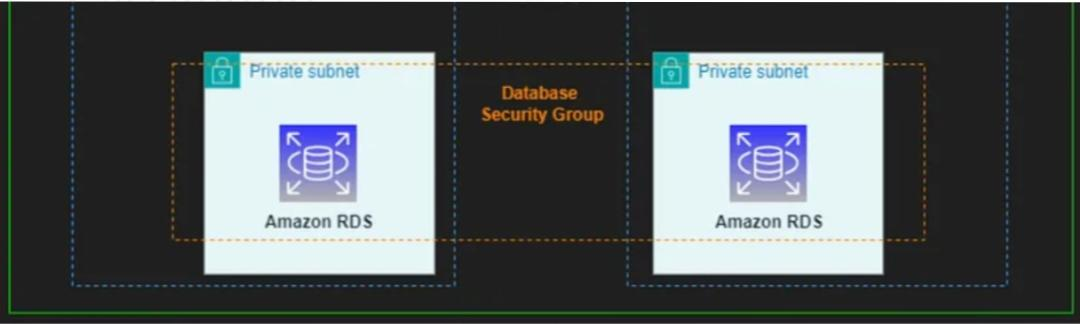 Private subnet
Private subnet
Database
Security Group
Amazon RDS
Amazon RDS